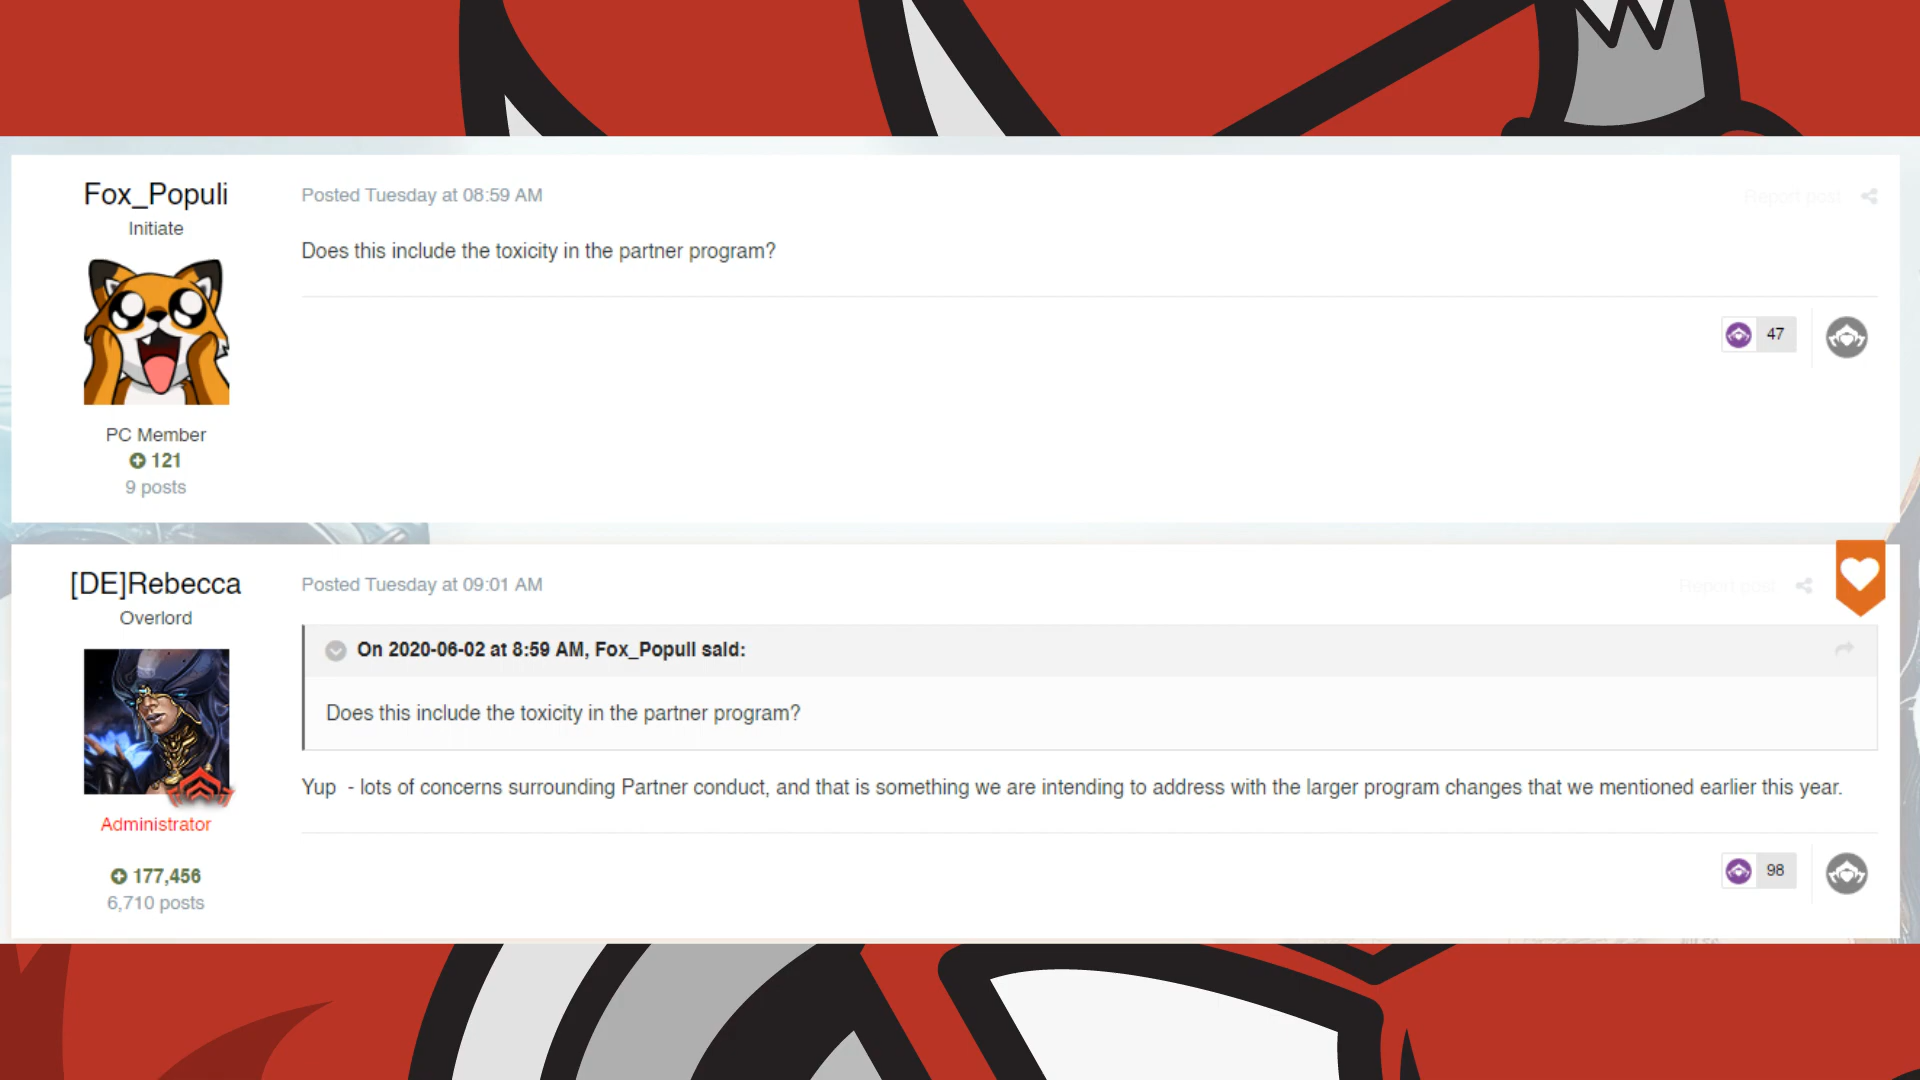 Fox_Populi
Initiate
PC Member
121
9 posts
Posted Tuesday at 08:59 AM
Report post
Does this include the toxicity in the partner program?
47
[DE]Rebecca
Overlord
Administrator
177,456
6,710 posts
Posted Tuesday at 09:01 AM
Report post
On 2020-06-02 at 8:59 AM, Fox_Populi said:
Does this include the toxicity in the partner program?
Yup - lots of concerns surrounding Partner conduct, and that is something we are intending to address with the larger program changes that we mentioned earlier this year.
98